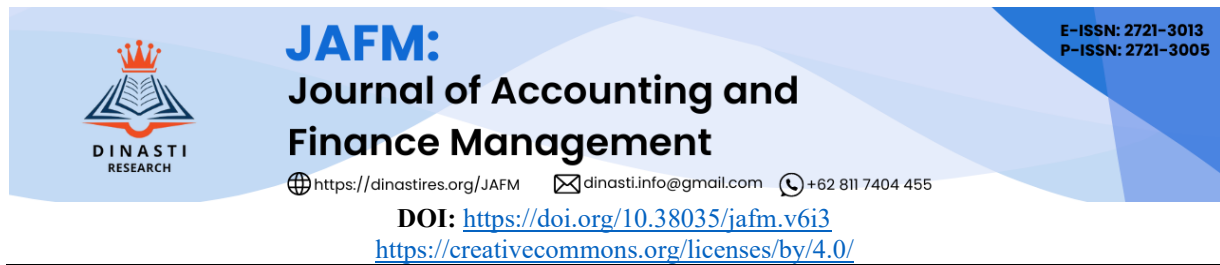 E-ISSN: 2721-3013
P-ISSN: 2721-3005
JAFM:
Journal of Accounting and
Finance Management
DINASTI
RESEARCH
https://dinastires.org/JAFM dinasti.info@gmail.com +62 811 7404 455
DOI: https://doi.org/10.38035/jafm.v6i3
https://creativecommons.org/licenses/by/4.0/